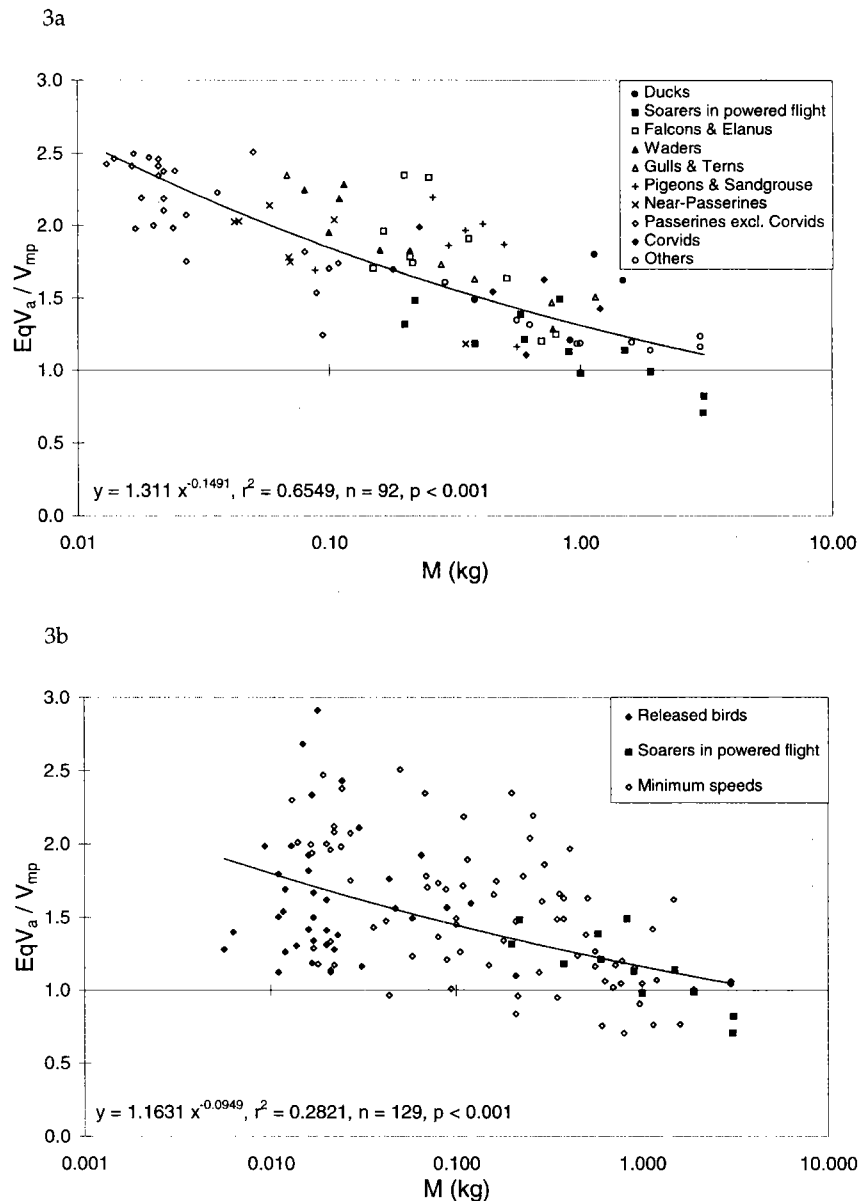 3a
3.0
2.5
2.0
1.5
1.0
0.5
0.0
EqVa / Vmp
Ducks
Soarers in powered flight
Falcons & Elanus
Waders
Gulls & Terns
Pigeons & Sandgrouse
Near-Passerines
Passerines excl. Corvids
Corvids
Others
y = 1.311 x^-0.1491, r² = 0.6549, n = 92, p < 0.001
0.01 0.10 1.00 10.00
M (kg)
3b
3.0
2.5
2.0
1.5
1.0
0.5
0.0
EqVa / Vmp
Released birds
Soarers in powered flight
Minimum speeds
y = 1.1631 x^-0.0949, r² = 0.2821, n = 129, p < 0.001
0.001 0.010 0.100 1.000 10.000
M (kg)